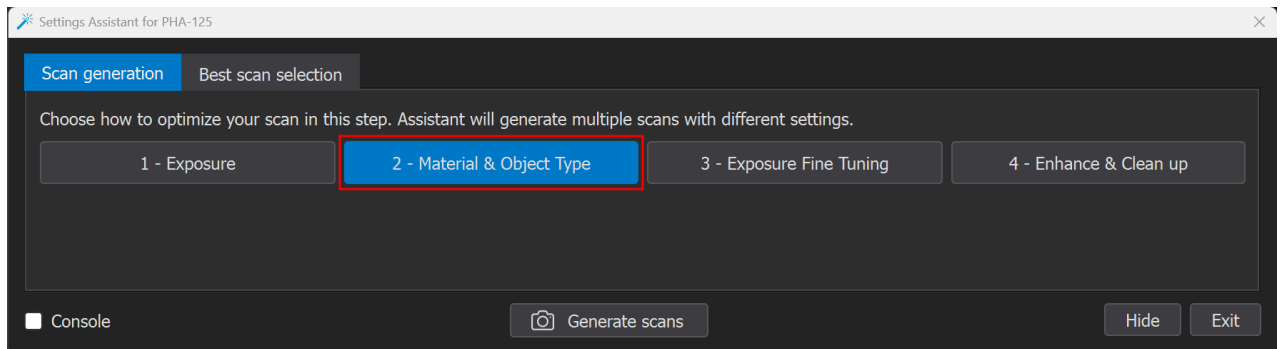 Settings Assistant for PHA-125
Scan generation Best scan selection
Choose how to optimize your scan in this step. Assistant will generate multiple scans with different settings.
1 - Exposure 2 - Material & Object Type 3 - Exposure Fine Tuning 4 - Enhance & Clean up
Console Generate scans Hide Exit